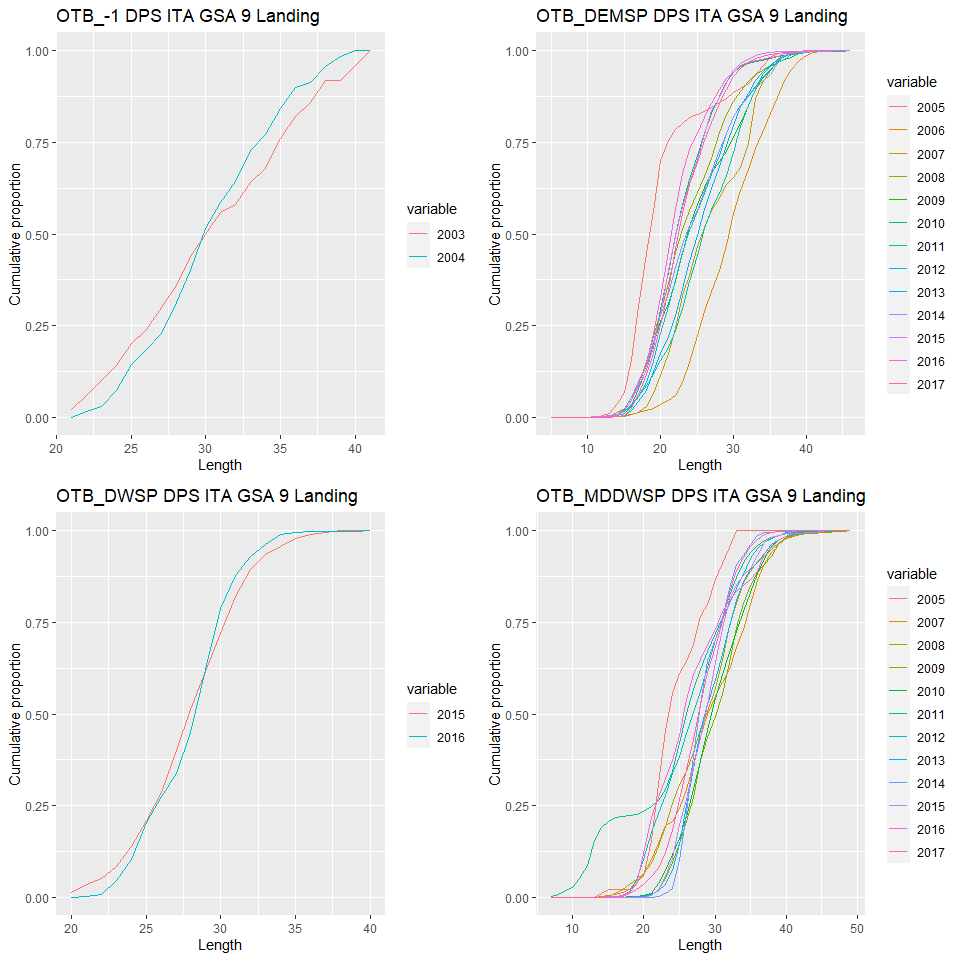 OTB_-1 DPS ITA GSA 9 Landing
Cumulative proportion
1.00
0.75
0.50
0.25
0.00
20 25 30 35 40
Length
variable
2003
2004
OTB_DEMSP DPS ITA GSA 9 Landing
Cumulative proportion
1.00
0.75
0.50
0.25
0.00
10 20 30 40
Length
variable
2005
2006
2007
2008
2009
2010
2011
2012
2013
2014
2015
2016
2017
OTB_DWSP DPS ITA GSA 9 Landing
Cumulative proportion
1.00
0.75
0.50
0.25
0.00
20 25 30 35 40
Length
variable
2015
2016
OTB_MDDWSP DPS ITA GSA 9 Landing
Cumulative proportion
1.00
0.75
0.50
0.25
0.00
10 20 30 40 50
Length
variable
2005
2007
2008
2009
2010
2011
2012
2013
2014
2015
2016
2017